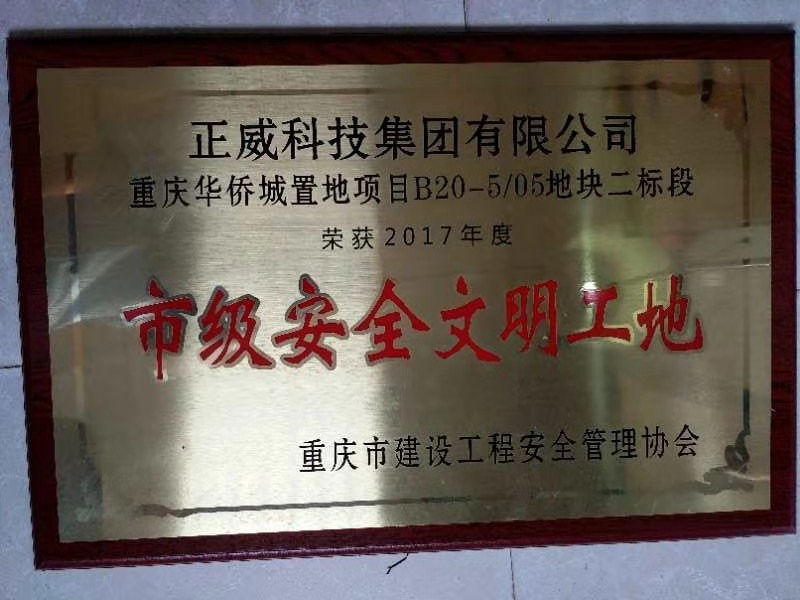 正威科技集团有限公司
重庆华侨城置地项目B20-5/05地块二标段
荣获2017年度
市级安全文明工地
重庆市建设工程安全管理协会